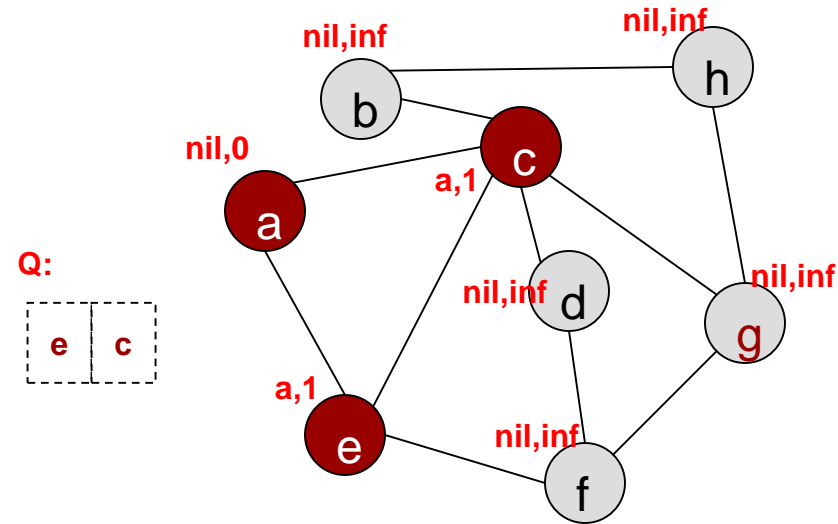 nil,inf
nil,inf
b
h
nil,0
c
a,1
a
Q:
nil,inf
nil,inf
d
g
e c
a,1
e
nil,inf
f